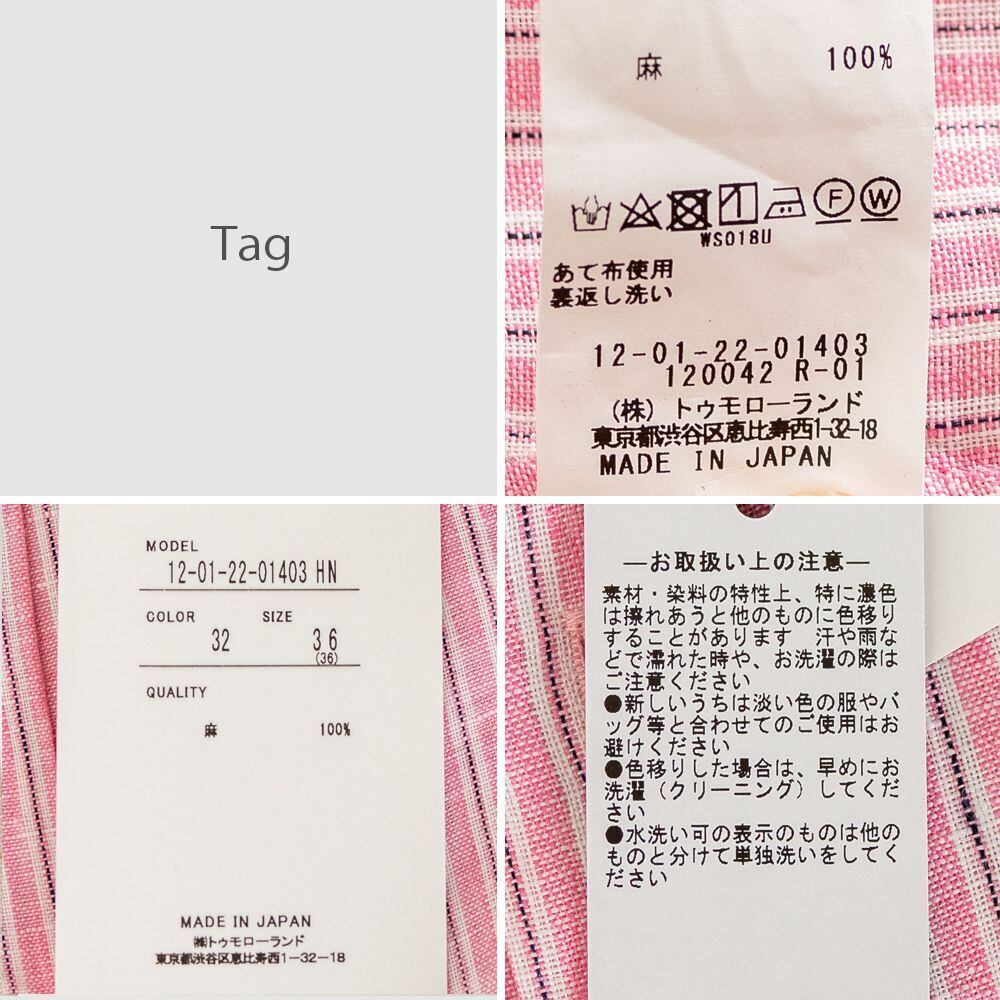 Tag
麻 100%
F W
WS018U
あて布使用
裏返し洗い
12-01-22-01403
120042 R-01
(株)トゥモローランド
東京都渋谷区恵比寿西1-32-18
MADE IN JAPAN
MODEL
12-01-22-01403 HN
COLOR SIZE
32 36
(36)
QUALITY
麻 100%
MADE IN JAPAN
㈱トゥモローランド
東京都渋谷区恵比寿西1-32-18
―お取扱い上の注意―
素材・染料の特性上、特に濃色
は擦れあうと他のものに色移り
することがあります 汗や雨な
どで濡れた時や、お洗濯の際は
ご注意ください
●新しいうちは淡い色の服やバ
ッグ等と合わせてのご使用はお
避けください
●色移りした場合は、早めにお
洗濯（クリーニング）してくだ
さい
●水洗い可の表示のものは他の
ものと分けて単独洗いをしてく
ださい